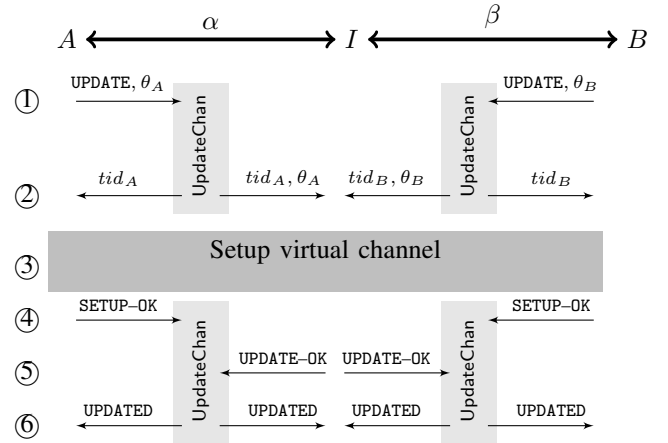 α β
A I B
① UPDATE, θ_A UPDATE, θ_B
UpdateChan UpdateChan
② tid_A tid_A, θ_A tid_B, θ_B tid_B
③ Setup virtual channel
④ SETUP–OK SETUP–OK
UpdateChan UpdateChan
⑤ UPDATE–OK UPDATE–OK
⑥ UPDATED UPDATED UPDATED UPDATED